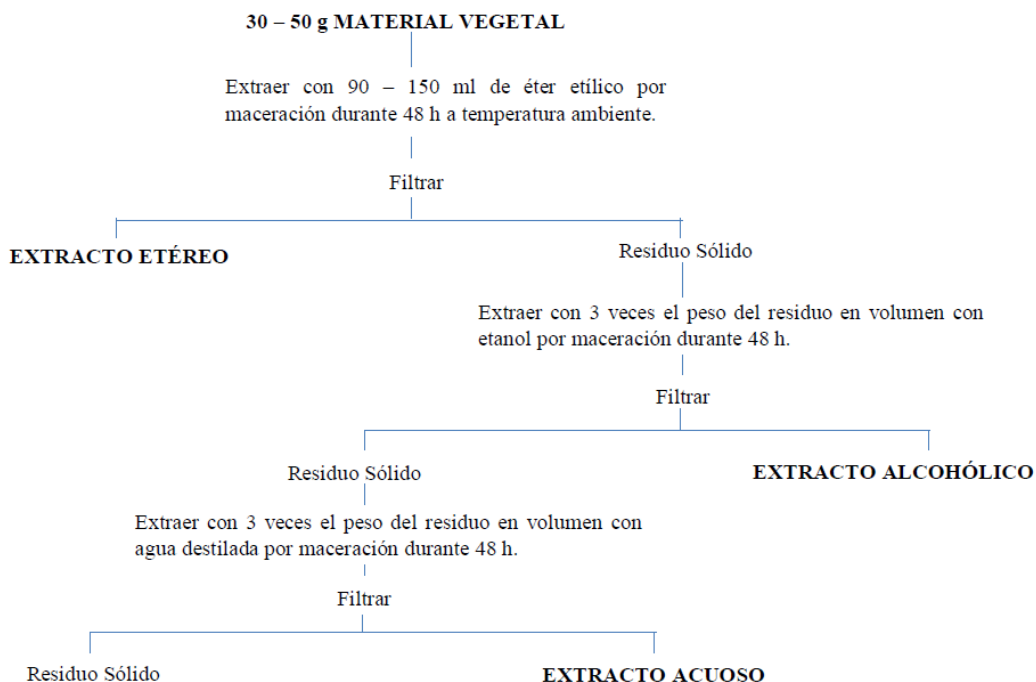 30 – 50 g MATERIAL VEGETAL
Extraer con 90 – 150 ml de éter etílico por
maceración durante 48 h a temperatura ambiente.
Filtrar
EXTRACTO ETÉREO
Residuo Sólido
Extraer con 3 veces el peso del residuo en volumen con
etanol por maceración durante 48 h.
Filtrar
Residuo Sólido
EXTRACTO ALCOHÓLICO
Extraer con 3 veces el peso del residuo en volumen con
agua destilada por maceración durante 48 h.
Filtrar
Residuo Sólido
EXTRACTO ACUOSO